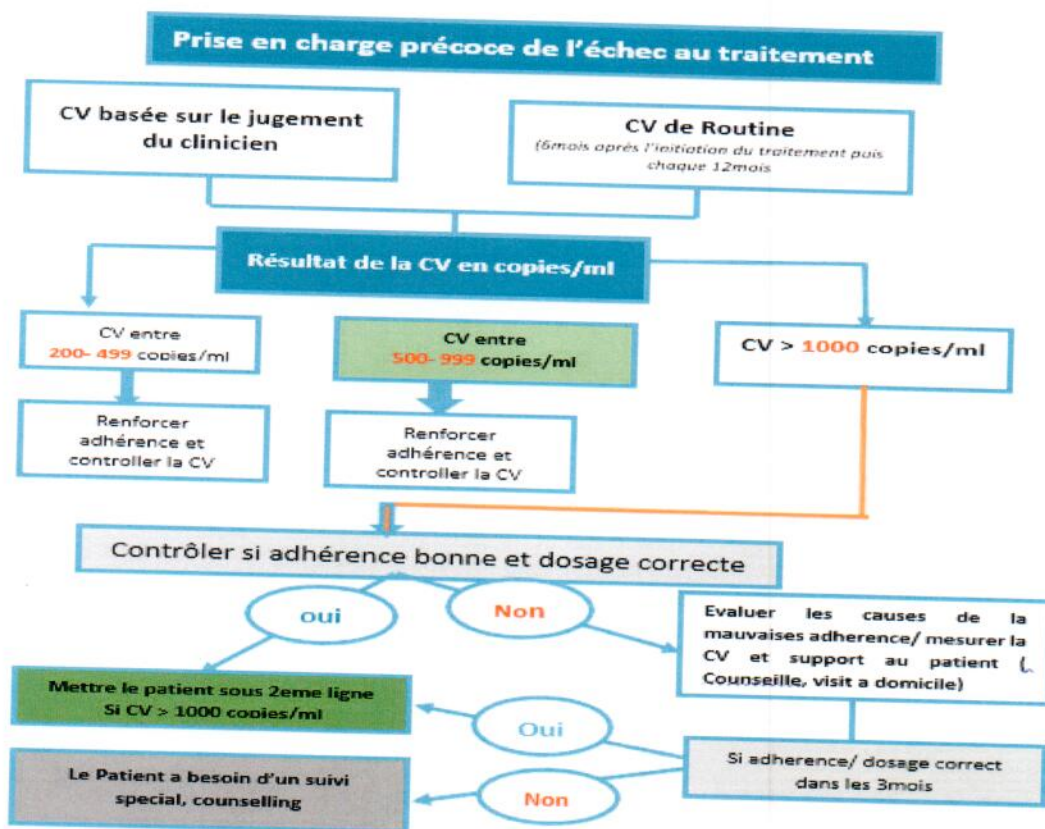 Prise en charge précoce de l'échec au traitement
CV basée sur le jugement
du clinicien
CV de Routine
(6mois après l'initiation du traitement puis
chaque 12mois
Résultat de la CV en copies/ml
CV entre
200- 499 copies/ml
CV entre
500- 999 copies/ml
CV > 1000 copies/ml
Renforcer
adhérence et
controller la CV
Renforcer
adhérence et
controller la CV
Contrôler si adhérence bonne et dosage correcte
oui
Non
Evaluer les causes de la
mauvaises adherence/ mesurer la
CV et support au patient (
Counseille, visit a domicile)
Mettre le patient sous 2eme ligne
Si CV > 1000 copies/ml
Oui
Si adherence/ dosage correct
dans les 3mois
Le Patient a besoin d'un suivi
special, counselling
Non